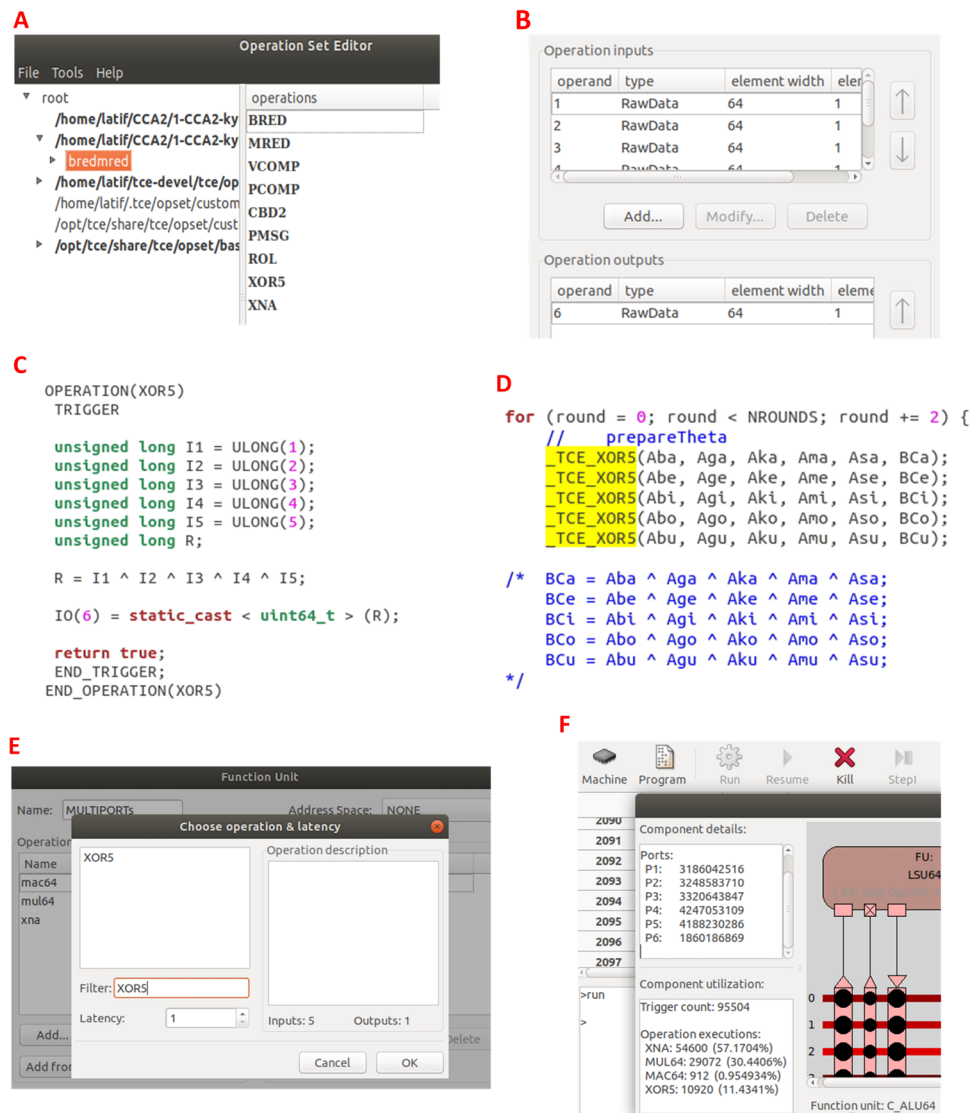 A
Operation Set Editor
File Tools Help
root
/home/latif/CCA2/1-CCA2-ky
/home/latif/CCA2/1-CCA2-ky
bredmred
/home/latif/tce-devel/tce/op
/home/latif/.tce/opset/custom
/opt/tce/share/tce/opset/cust
/opt/tce/share/tce/opset/bas
operations
BRED
MRED
VCOMP
PCOMP
CBD2
PMSG
ROL
XOR5
XNA
B
Operation inputs
operand type element width eler
1 RawData 64 1
2 RawData 64 1
3 RawData 64 1
4 RawData 64 1
Add... Modify... Delete
Operation outputs
operand type element width eleme
6 RawData 64 1
C
OPERATION(XOR5)
TRIGGER
unsigned long I1 = ULONG(1);
unsigned long I2 = ULONG(2);
unsigned long I3 = ULONG(3);
unsigned long I4 = ULONG(4);
unsigned long I5 = ULONG(5);
unsigned long R;
R = I1 ^ I2 ^ I3 ^ I4 ^ I5;
IO(6) = static_cast < uint64_t > (R);
return true;
END_TRIGGER;
END_OPERATION(XOR5)
D
for (round = 0; round < NROUNDS; round += 2) {
// prepareTheta
_TCE_XOR5(Aba, Aga, Aka, Ama, Asa, BCa);
_TCE_XOR5(Abe, Age, Ake, Ame, Ase, BCe);
_TCE_XOR5(Abi, Agi, Aki, Ami, Asi, BCi);
_TCE_XOR5(Abo, Ago, Ako, Amo, Aso, BCo);
_TCE_XOR5(Abu, Agu, Aku, Amu, Asu, BCu);
/* BCa = Aba ^ Aga ^ Aka ^ Ama ^ Asa;
BCe = Abe ^ Age ^ Ake ^ Ame ^ Ase;
BCi = Abi ^ Agi ^ Aki ^ Ami ^ Asi;
BCo = Abo ^ Ago ^ Ako ^ Amo ^ Aso;
BCu = Abu ^ Agu ^ Aku ^ Amu ^ Asu;
*/
E
Function Unit
Name: MULTIPORTs Address Space: NONE
Operation
Name
mac64
mul64
xna
Add...
Add fror
Delete
Choose operation & latency
XOR5
Operation description
Filter: XOR5
Latency: 1
Inputs: 5 Outputs: 1
Cancel OK
F
Machine Program Run Resume Kill StepI
2090
2091
2092
2093
2094
2095
2096
2097
>run
>
Component details:
Ports:
P1: 3186042516
P2: 3248583710
P3: 3320643847
P4: 4247053109
P5: 4188230286
P6: 1860186869
Component utilization:
Trigger count: 95504
Operation executions:
XNA: 54600 (57.1704%)
MUL64: 29072 (30.4406%)
MAC64: 912 (0.954934%)
XOR5: 10920 (11.4341%)
FU:
LSU64
0
1
2
Function unit: C_ALU64